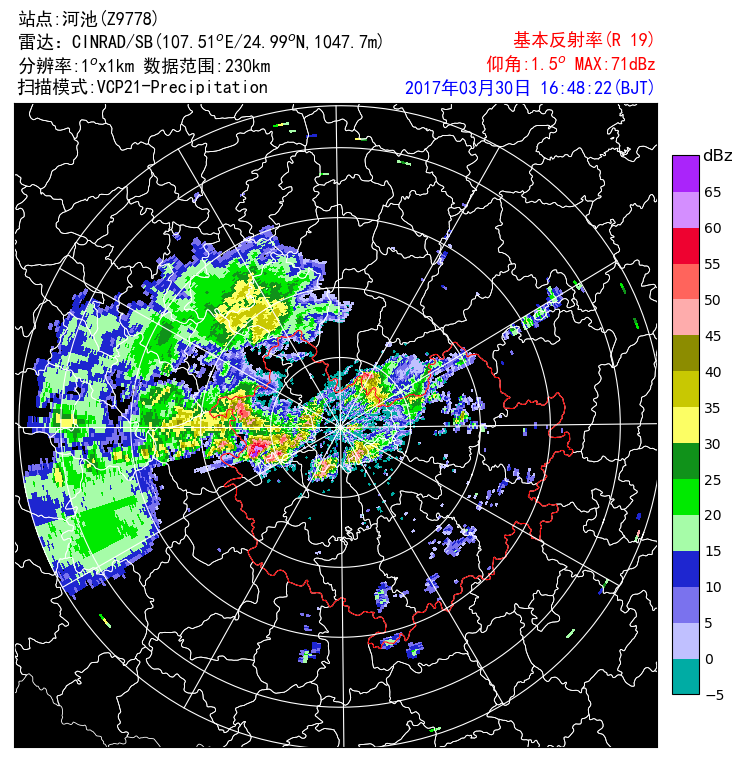 站点:河池(Z9778)
雷达: CINRAD/SB(107.51°E/24.99°N,1047.7m)
基本反射率(R 19)
分辨率:1°x1km 数据范围:230km
仰角:1.5° MAX:71dBz
扫描模式:VCP21-Precipitation
2017年03月30日 16:48:22(BJT)
dBz
65
60
55
50
45
40
35
30
25
20
15
10
5
0
−5